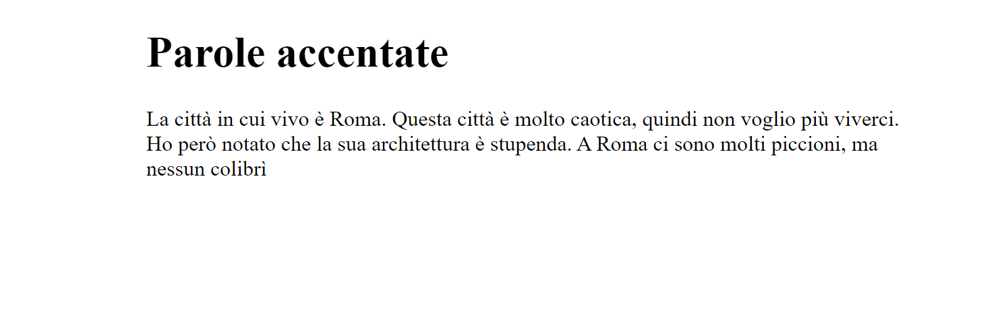 Parole accentate
La città in cui vivo è Roma. Questa città è molto caotica, quindi non voglio più viverci.
Ho però notato che la sua architettura è stupenda. A Roma ci sono molti piccioni, ma
nessun colibrì